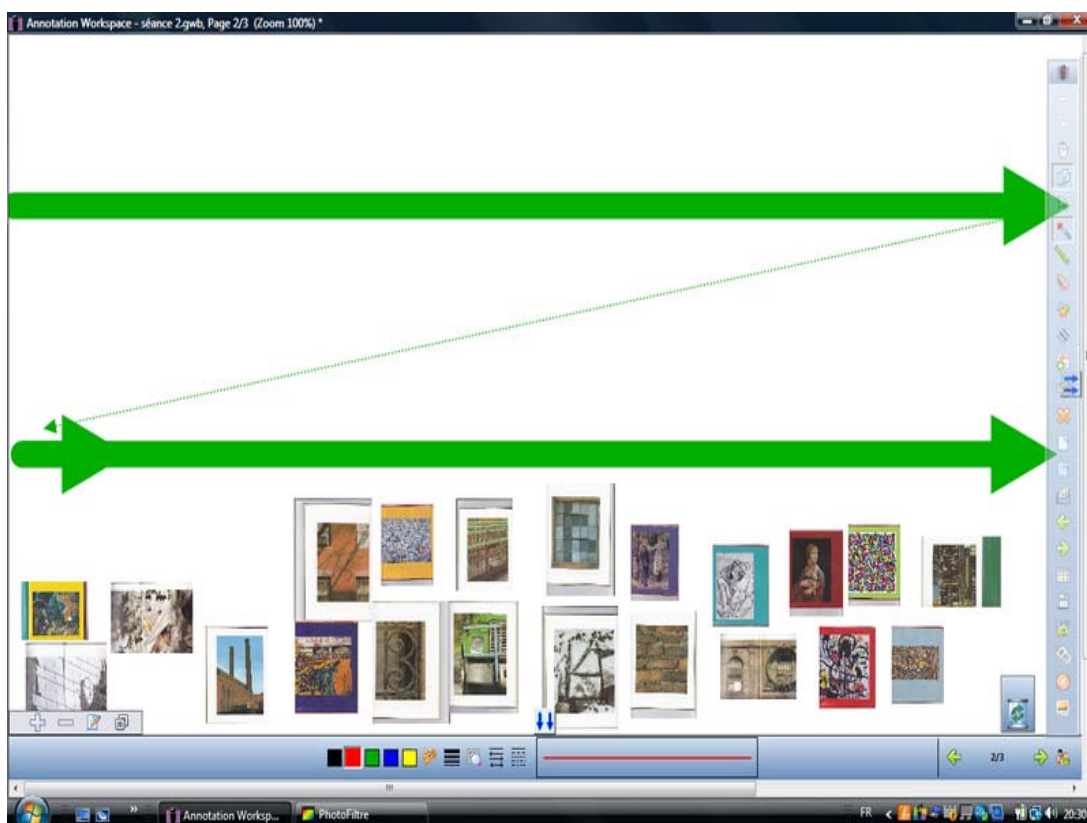 Annotation Workspace - séance 2.gwb, Page 2/3 (Zoom 100%) *
2/3
Annotation Worksp...
PhotoFiltre
FR
20:30